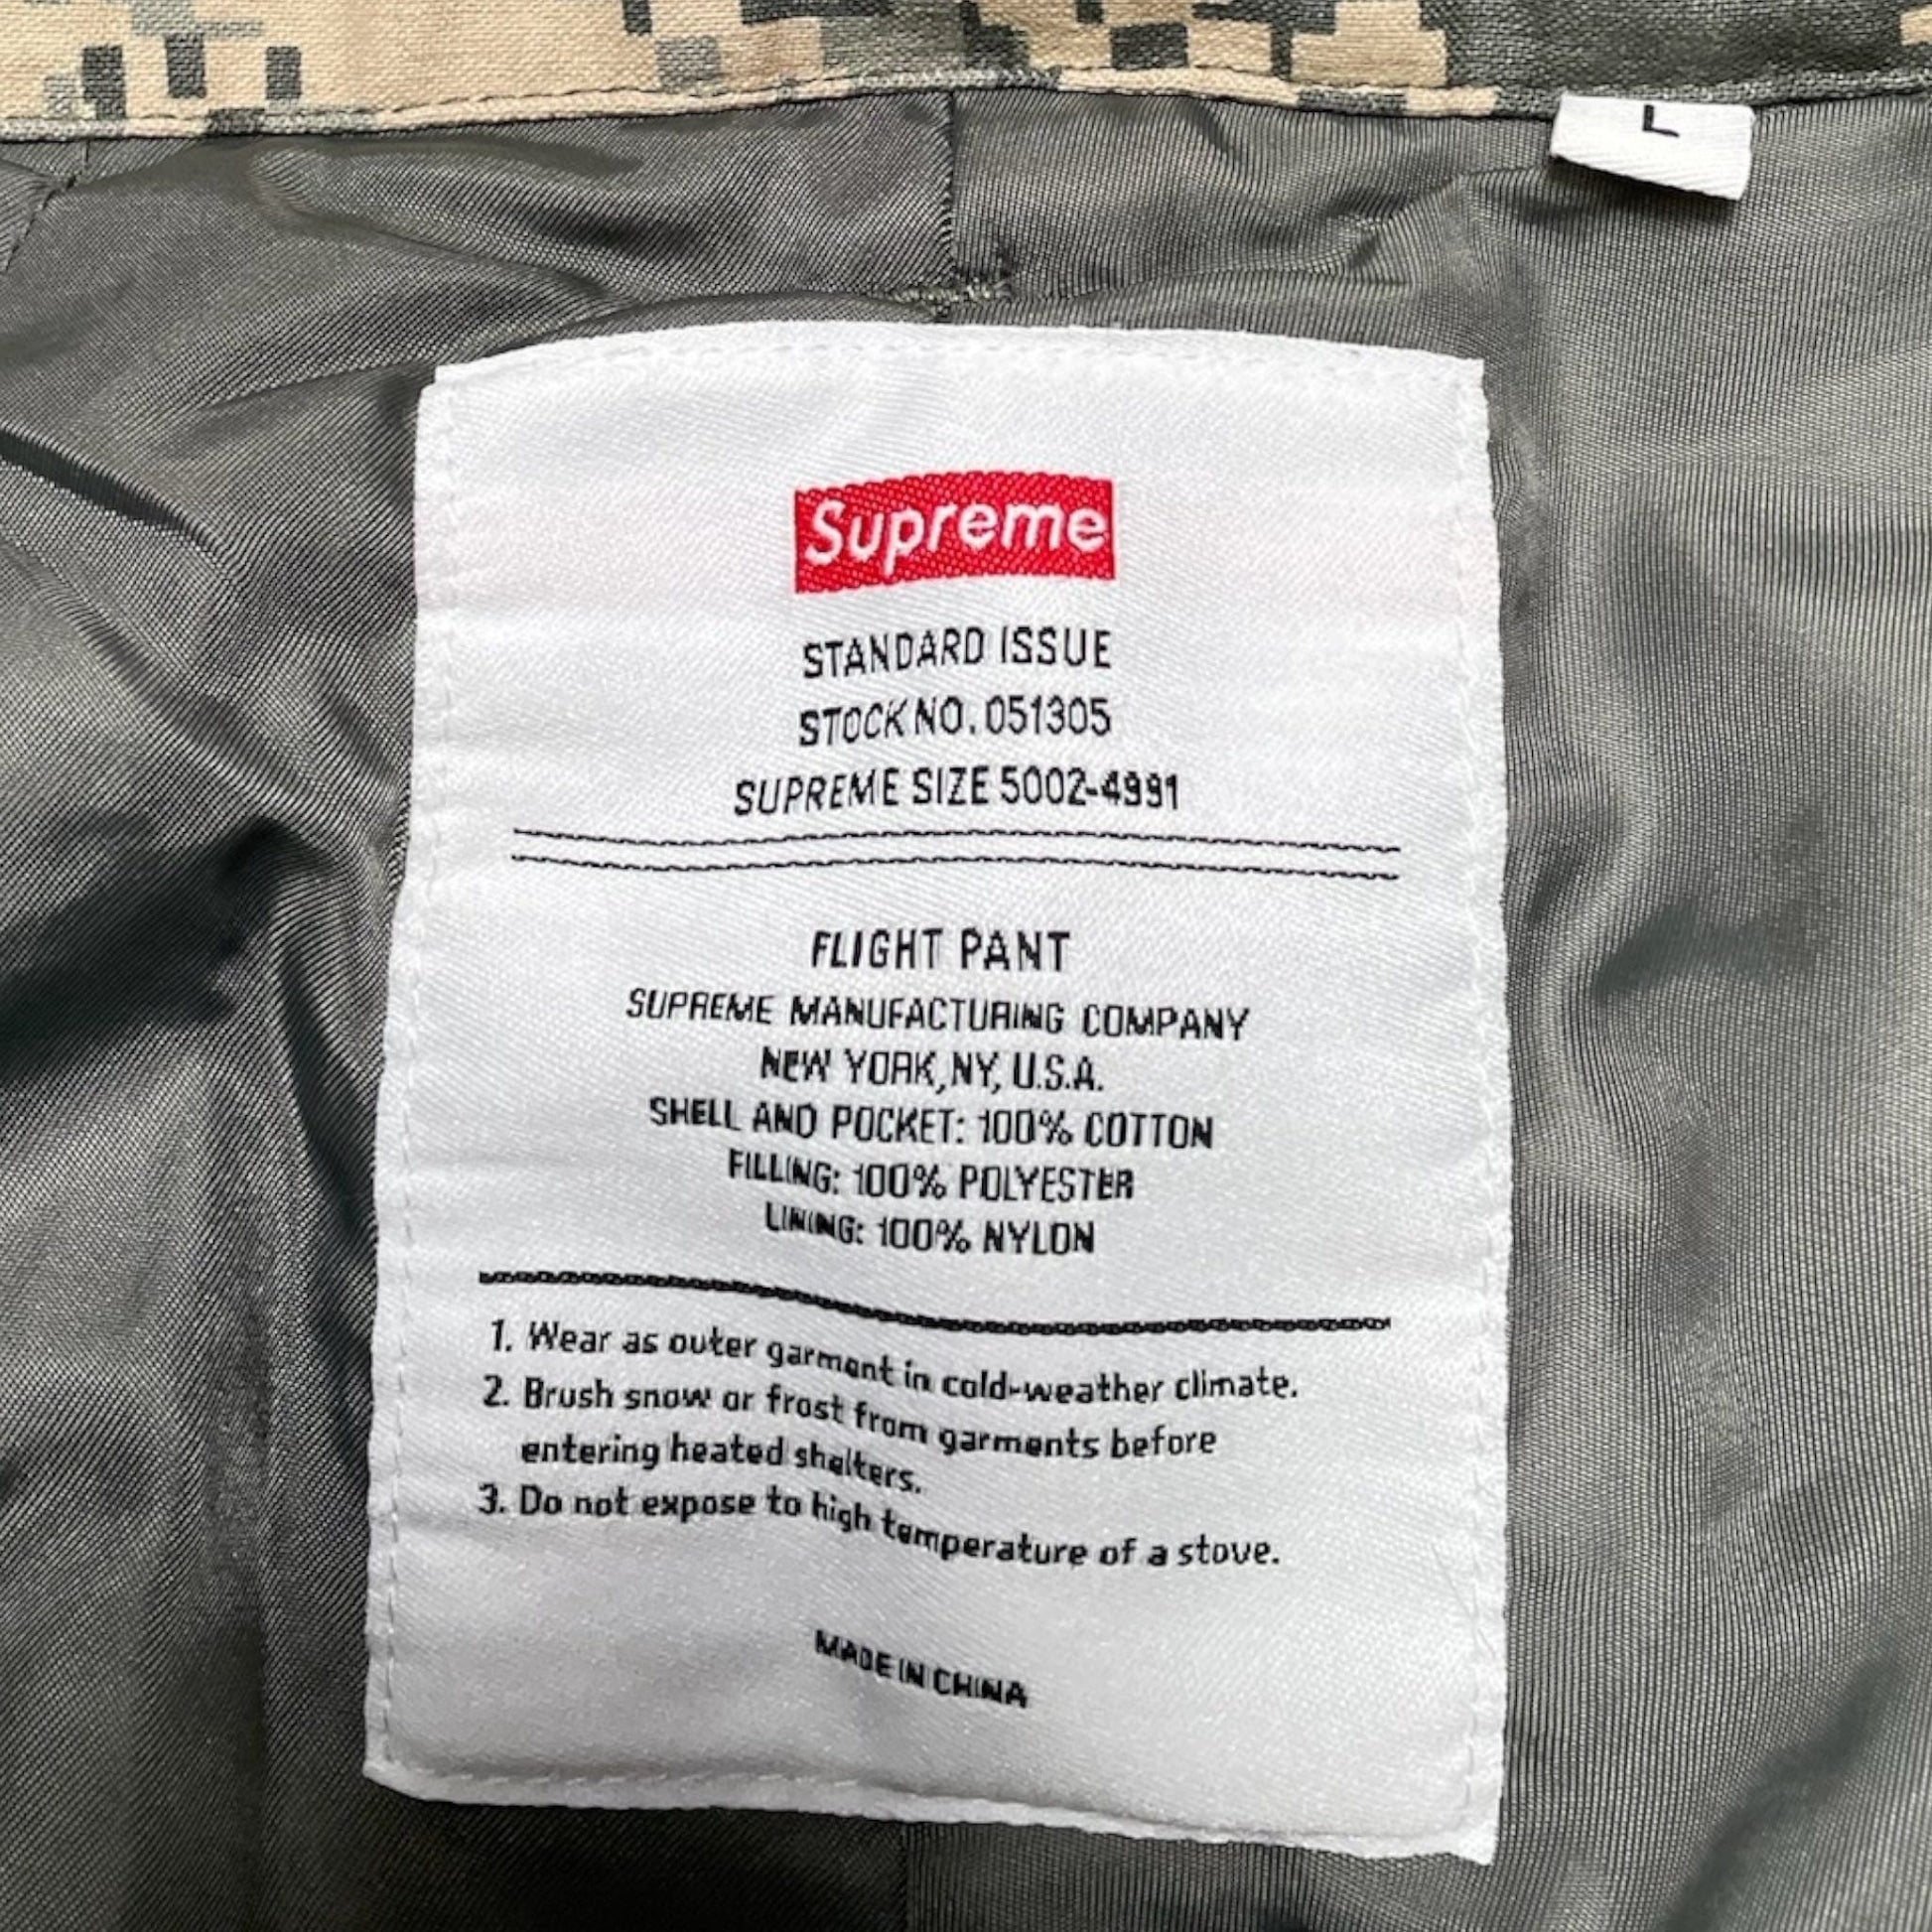 L
Supreme
STANDARD ISSUE
STOCK NO. 051305
SUPREME SIZE 5002-4991
FLIGHT PANT
SUPREME MANUFACTURING COMPANY
NEW YORK, NY, U.S.A.
SHELL AND POCKET: 100% COTTON
FILLING: 100% POLYESTER
LINING: 100% NYLON
1. Wear as outer garment in cold-weather climate.
2. Brush snow or frost from garments before
entering heated shelters.
3. Do not expose to high temperature of a stove.
MADE IN CHINA